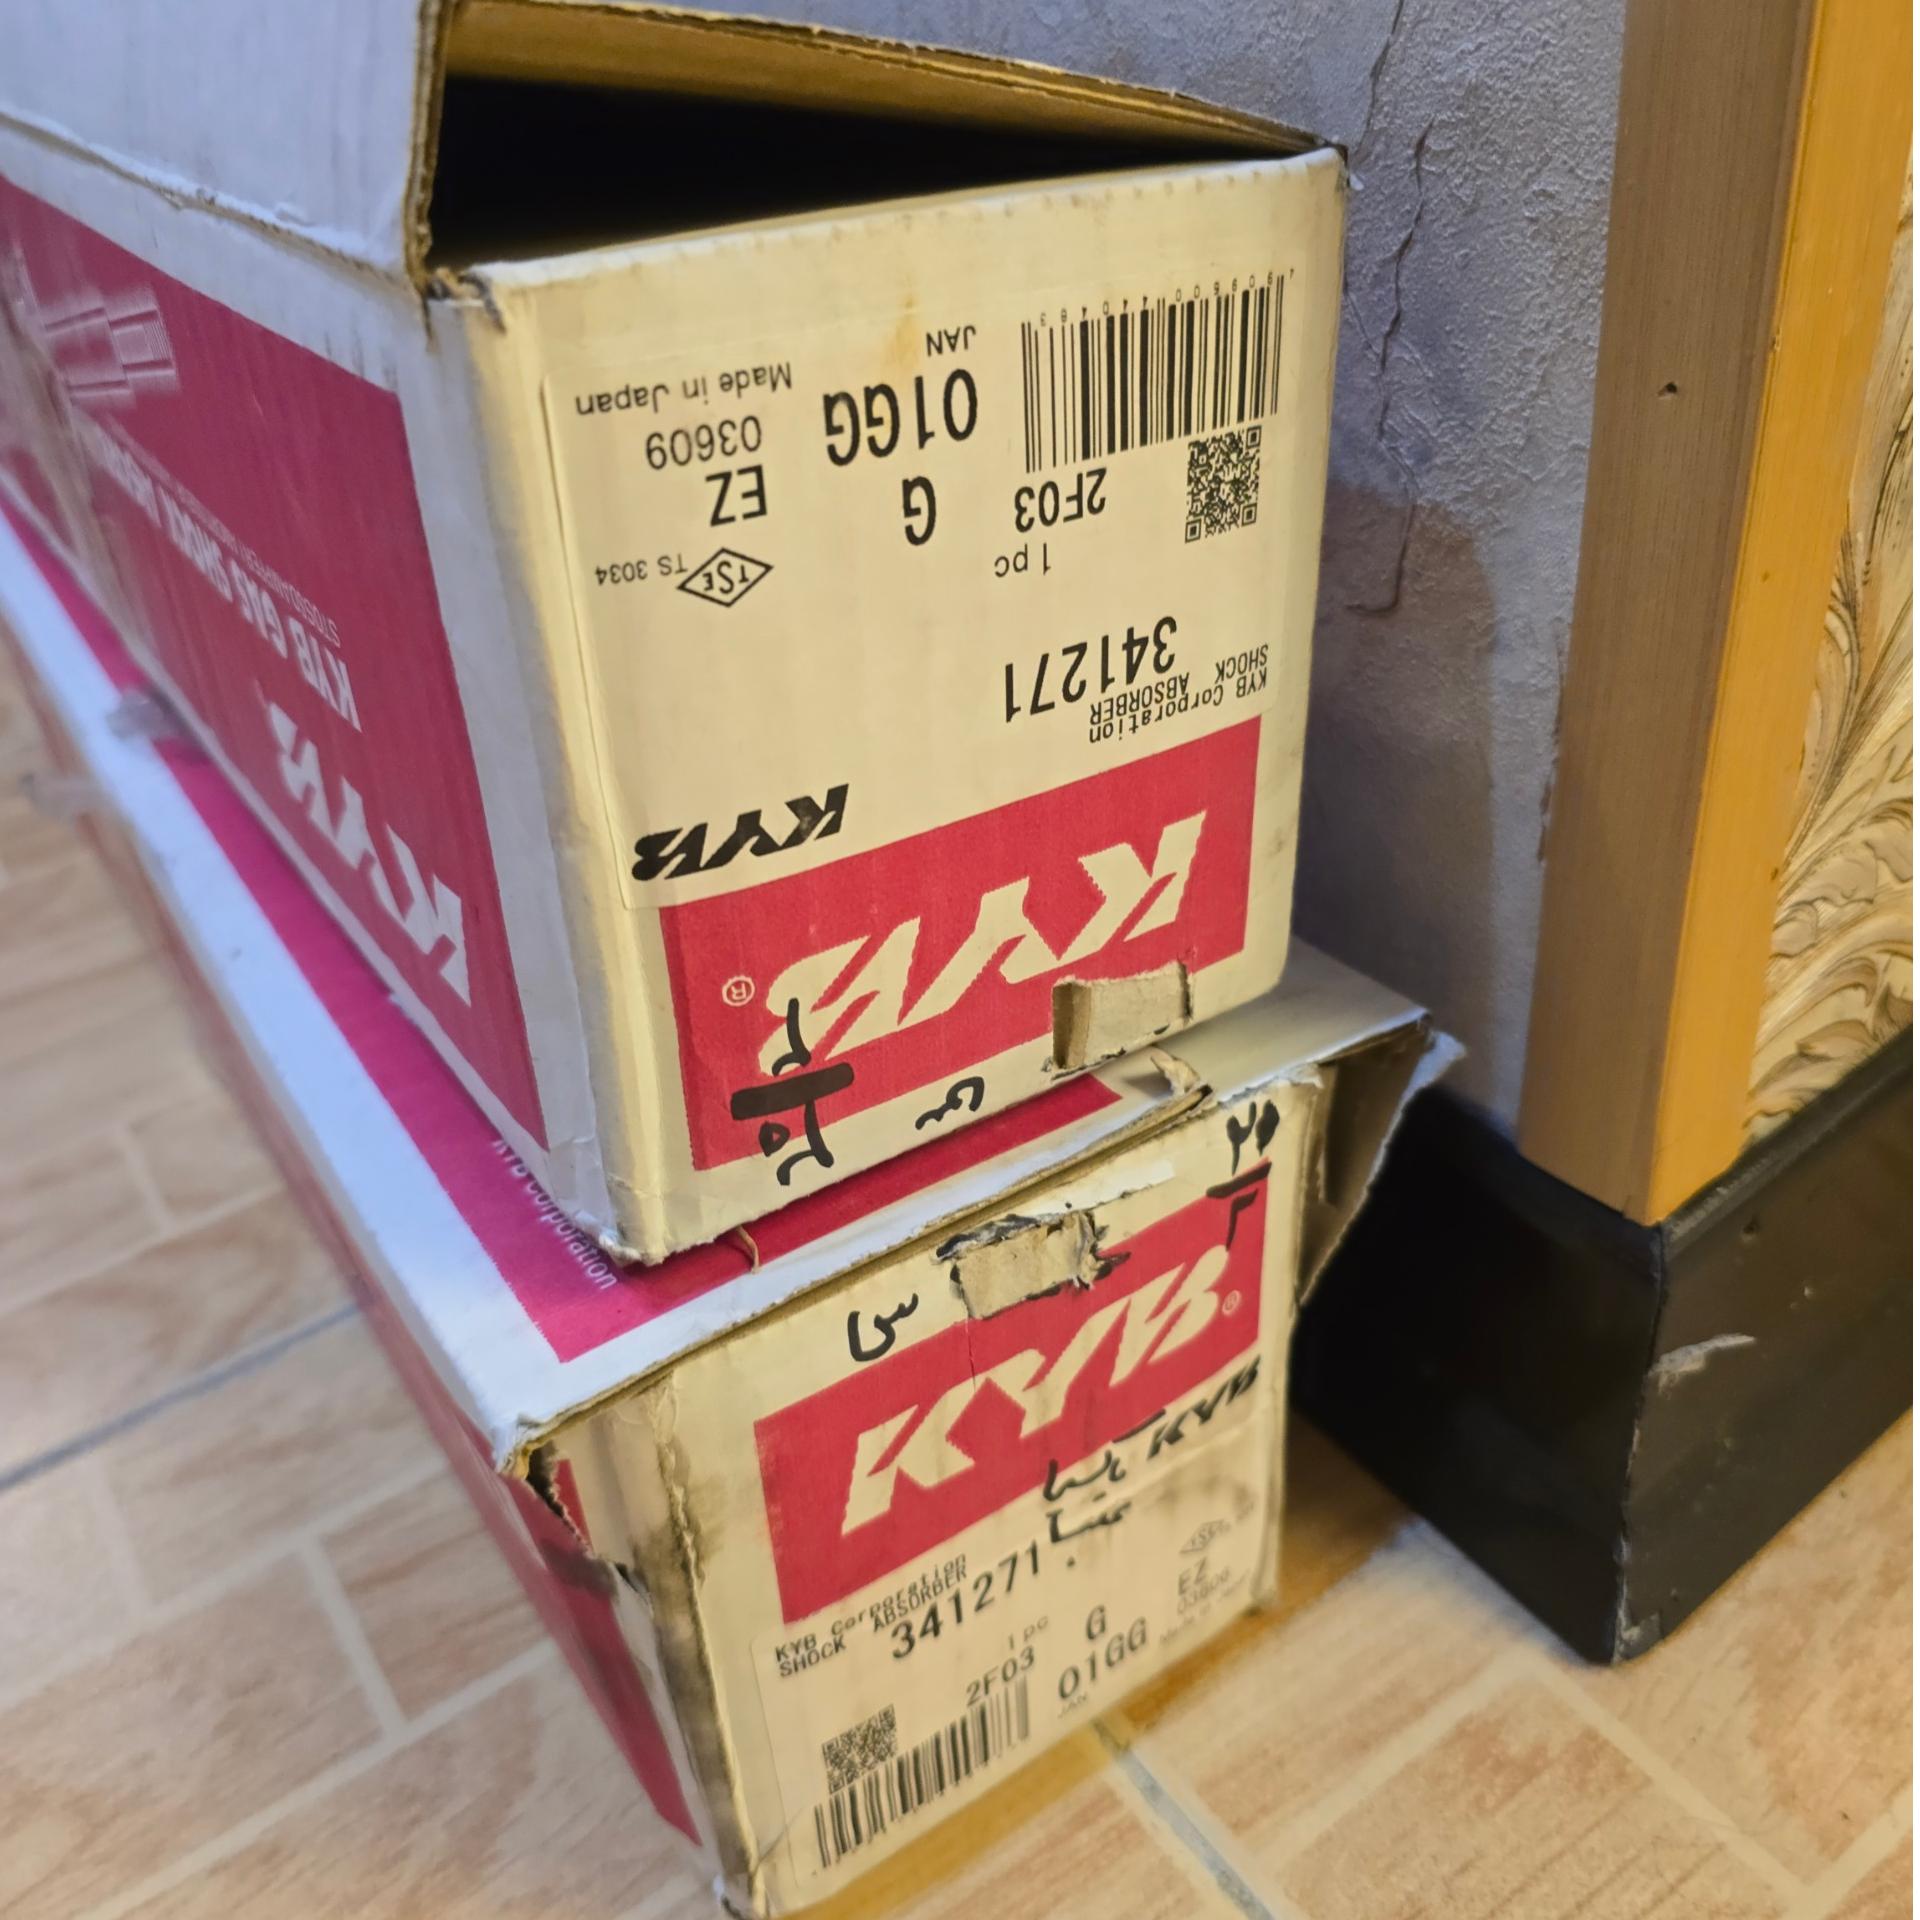 KYB
KYB GAS SHOCK ABSORBER
KYB®
KYB
KYB Corporation
SHOCK ABSORBER
341271
1 pc
2F03
G
01GG
JAN
TSE TS 3034
EZ
03609
Made in Japan
KYB Corporation
KYB®
KYB
KYB Corporation
SHOCK ABSORBER
341271
1 pc
2F03
G
01GG
JAN
EZ